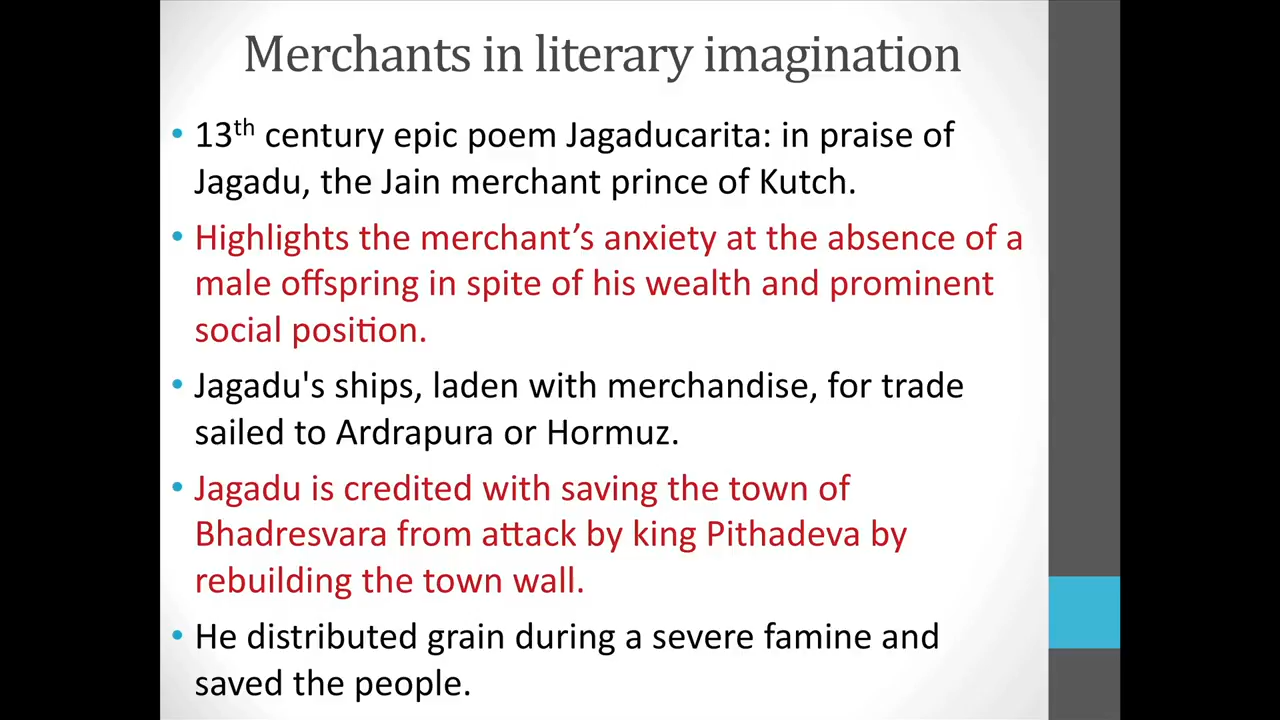 Merchants in literary imagination
• 13th century epic poem Jagaducarita: in praise of
Jagadu, the Jain merchant prince of Kutch.
• Highlights the merchant’s anxiety at the absence of a
male offspring in spite of his wealth and prominent
social position.
• Jagadu's ships, laden with merchandise, for trade
sailed to Ardrapura or Hormuz.
• Jagadu is credited with saving the town of
Bhadresvara from attack by king Pithadeva by
rebuilding the town wall.
• He distributed grain during a severe famine and
saved the people.